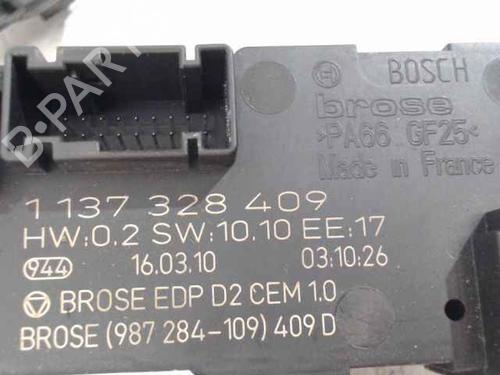 BOSCH
brose
>PA66 GF25<
Made in France
1 137 328 409
HW:0.2 SW:10.10 EE:17
944 16.03.10 03:10:26
BROSE EDP D2 CEM 1.0
BROSE (987 284-109) 409 D